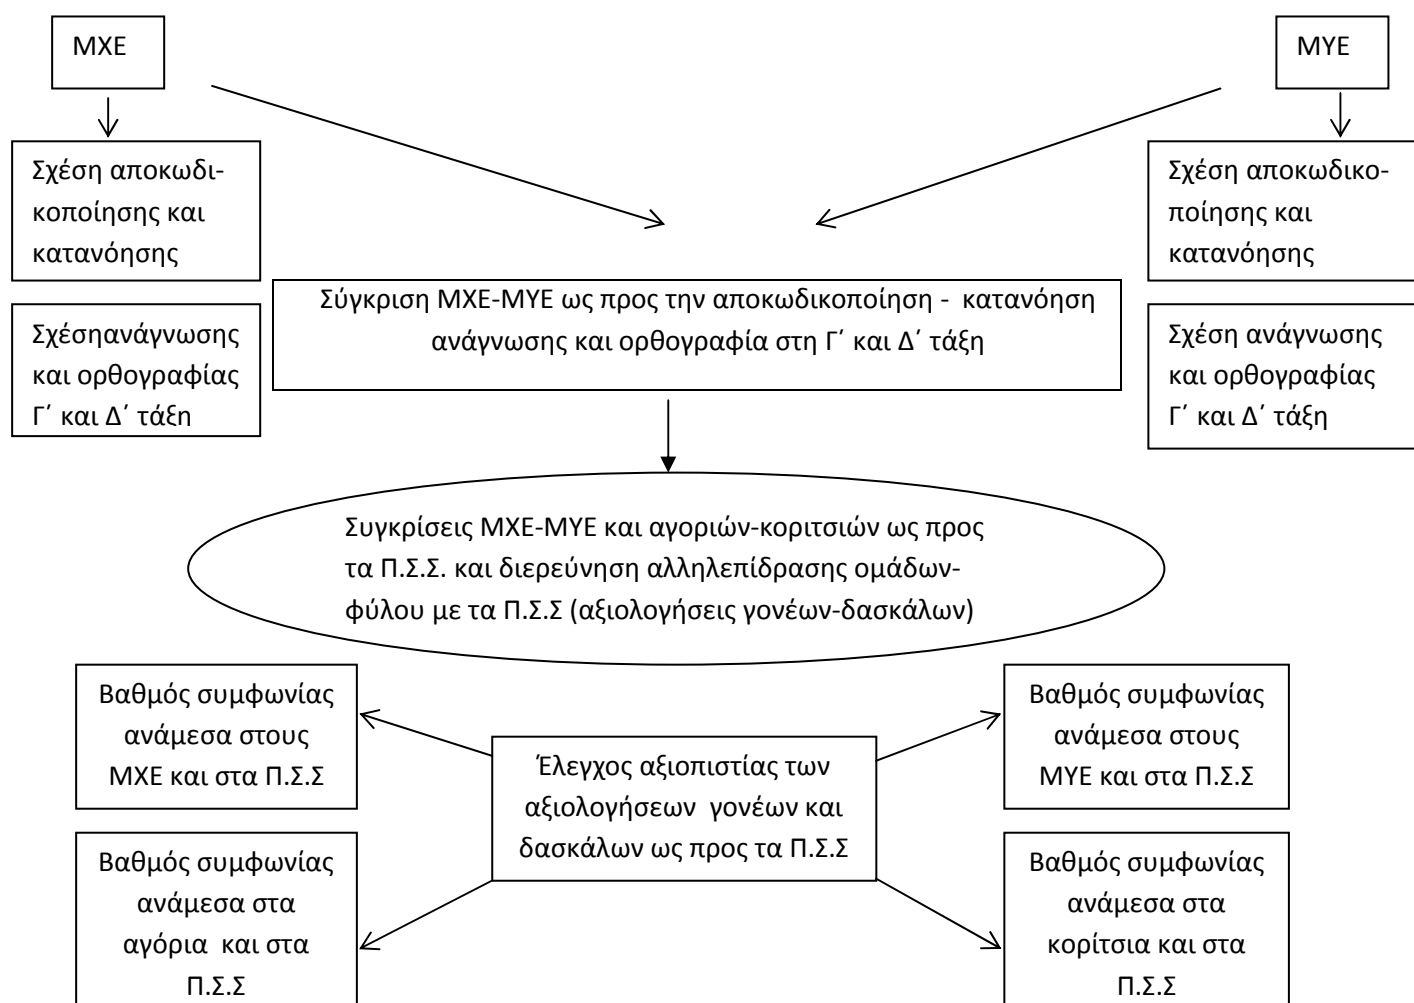 ΜΧΕ
ΜΥΕ
Σχέση αποκωδι-
κοποίησης και
κατανόησης
Σχέση αποκωδικο-
ποίησης και
κατανόησης
Σύγκριση ΜΧΕ-ΜΥΕ ως προς την αποκωδικοποίηση - κατανόηση
ανάγνωσης και ορθογραφία στη Γ΄ και Δ΄ τάξη
Σχέσηανάγνωσης
και ορθογραφίας
Γ΄ και Δ΄ τάξη
Σχέση ανάγνωσης
και ορθογραφίας
Γ΄ και Δ΄ τάξη
Συγκρίσεις ΜΧΕ-ΜΥΕ και αγοριών-κοριτσιών ως προς
τα Π.Σ.Σ. και διερεύνηση αλληλεπίδρασης ομάδων-
φύλου με τα Π.Σ.Σ (αξιολογήσεις γονέων-δασκάλων)
Βαθμός συμφωνίας
ανάμεσα στους
ΜΧΕ και στα Π.Σ.Σ
Βαθμός συμφωνίας
ανάμεσα στους
ΜΥΕ και στα Π.Σ.Σ
Έλεγχος αξιοπιστίας των
αξιολογήσεων γονέων και
δασκάλων ως προς τα Π.Σ.Σ
Βαθμός συμφωνίας
ανάμεσα στα
αγόρια και στα
Π.Σ.Σ
Βαθμός συμφωνίας
ανάμεσα στα
κορίτσια και στα
Π.Σ.Σ